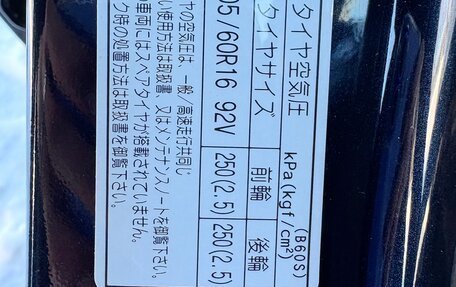 タイヤ空気圧 kPa(kgf/cm²) (B60S)
タイヤサイズ 前輪 後輪
05/60R16 92V 250(2.5) 250(2.5)
ヤの空気圧は、一般/高速走行共同じ
い使用方法は取扱書 又はメンテナンスノートを御覧下さい。
車両にはスペアタイヤが搭載されていません。
ク時の処置方法は取扱書を御覧下さい。